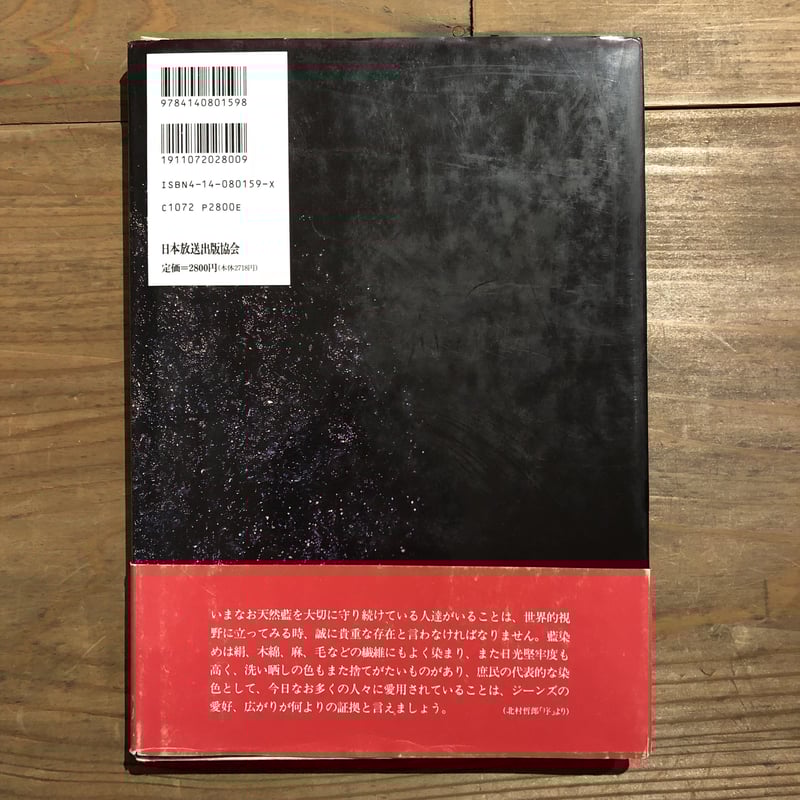 9784140801598
1911072028009
ISBN4-14-080159-X
C1072 P2800E
日本放送出版協会
定価=2800円(本体2718円)
いまなお天然藍を大切に守り続けている人達がいることは、世界的視
野に立ってみる時、誠に貴重な存在と言わなければなりません。藍染
めは絹、木綿、麻、毛などの繊維にもよく染まり、また日光堅牢度も
高く、洗い晒しの色もまた捨てがたいものがあり、庶民の代表的な染
色として、今日なお多くの人々に愛用されていることは、ジーンズの
愛好、広がりが何よりの証拠と言えましょう。
(北村哲郎「序」より)